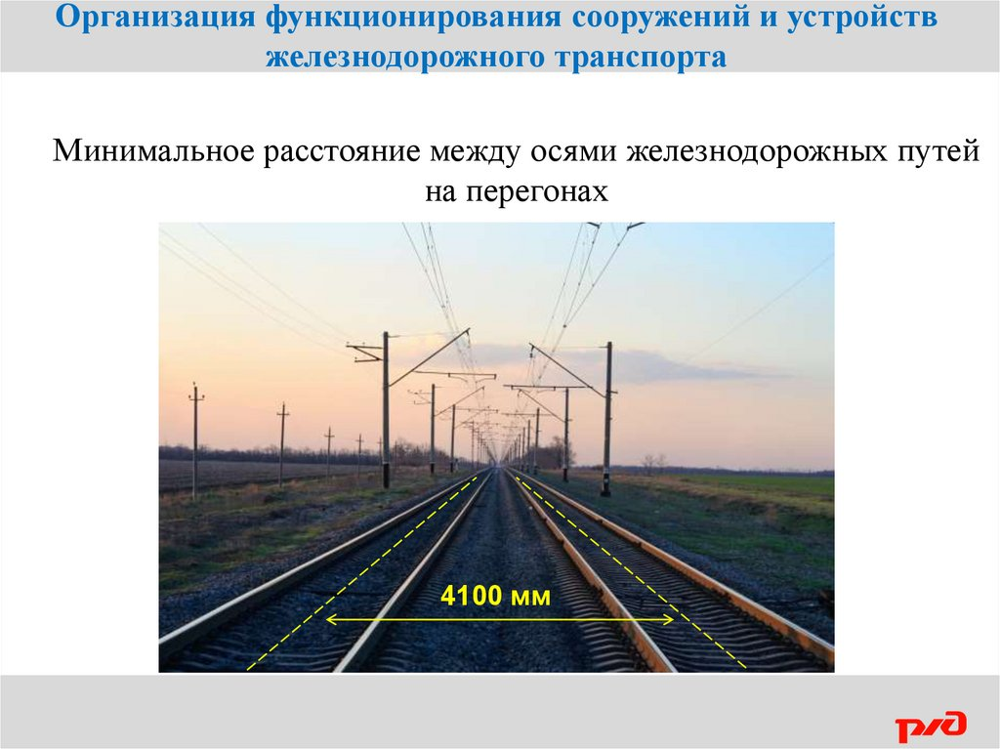 Организация функционирования сооружений и устройств
железнодорожного транспорта
Минимальное расстояние между осями железнодорожных путей
на перегонах
4100 мм
ржд